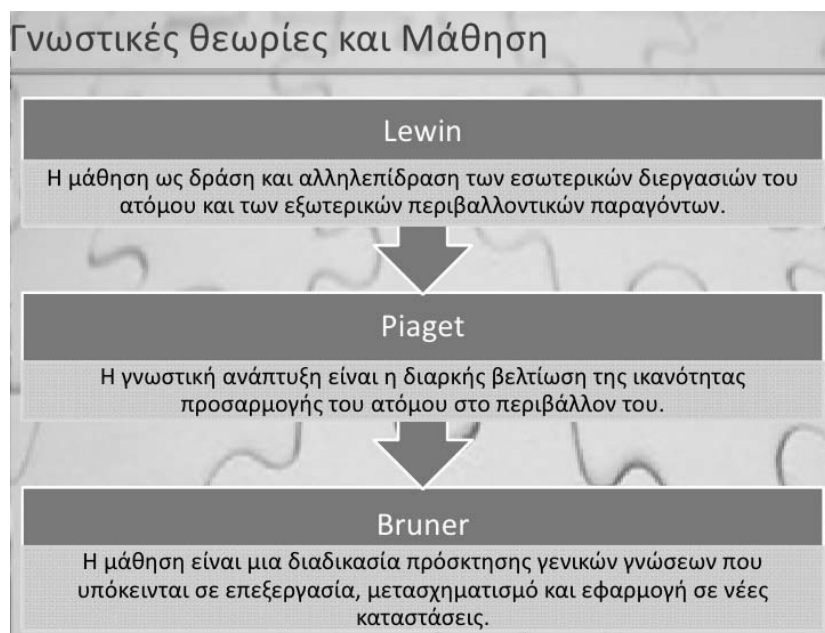 Γνωστικές θεωρίες και Μάθηση
Lewin
Η μάθηση ως δράση και αλληλεπίδραση των εσωτερικών διεργασιών του
ατόμου και των εξωτερικών περιβαλλοντικών παραγόντων.
Piaget
Η γνωστική ανάπτυξη είναι η διαρκής βελτίωση της ικανότητας
προσαρμογής του ατόμου στο περιβάλλον του.
Bruner
Η μάθηση είναι μια διαδικασία πρόσκτησης γενικών γνώσεων που
υπόκεινται σε επεξεργασία, μετασχηματισμό και εφαρμογή σε νέες
καταστάσεις.